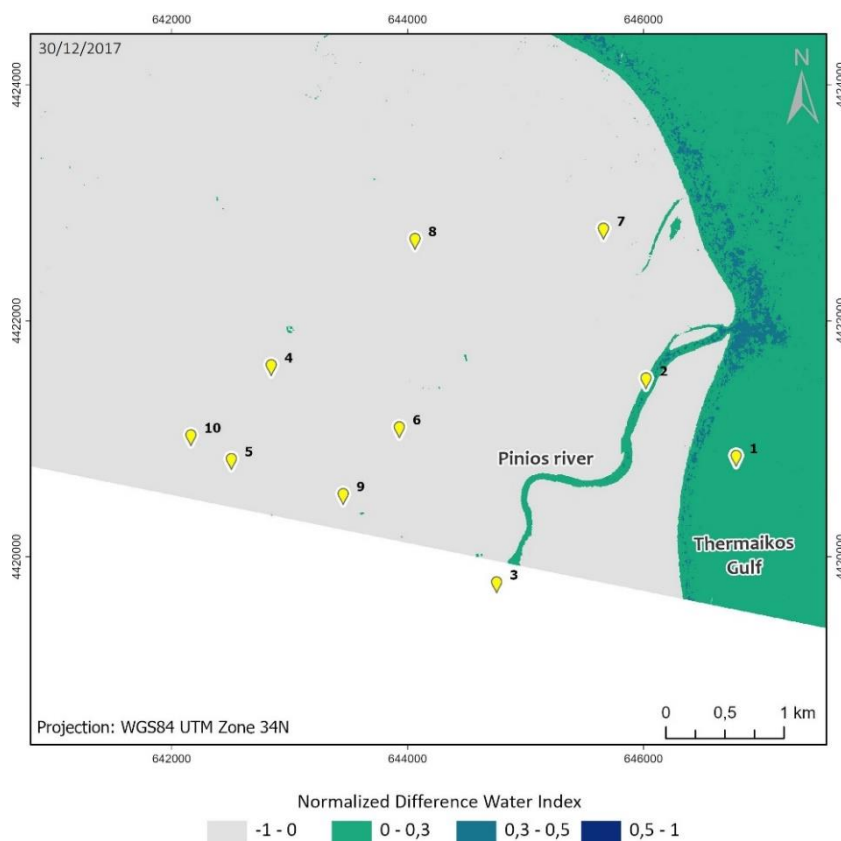 642000 644000 646000
30/12/2017
N
4424000 4424000
7
8
4422000 4422000
4
2
10
6
5
1
Pinios river
9
Thermaikos
Gulf
4420000 4420000
3
Projection: WGS84 UTM Zone 34N
0 0,5 1 km
642000 644000 646000
Normalized Difference Water Index
-1 - 0 0 - 0,3 0,3 - 0,5 0,5 - 1